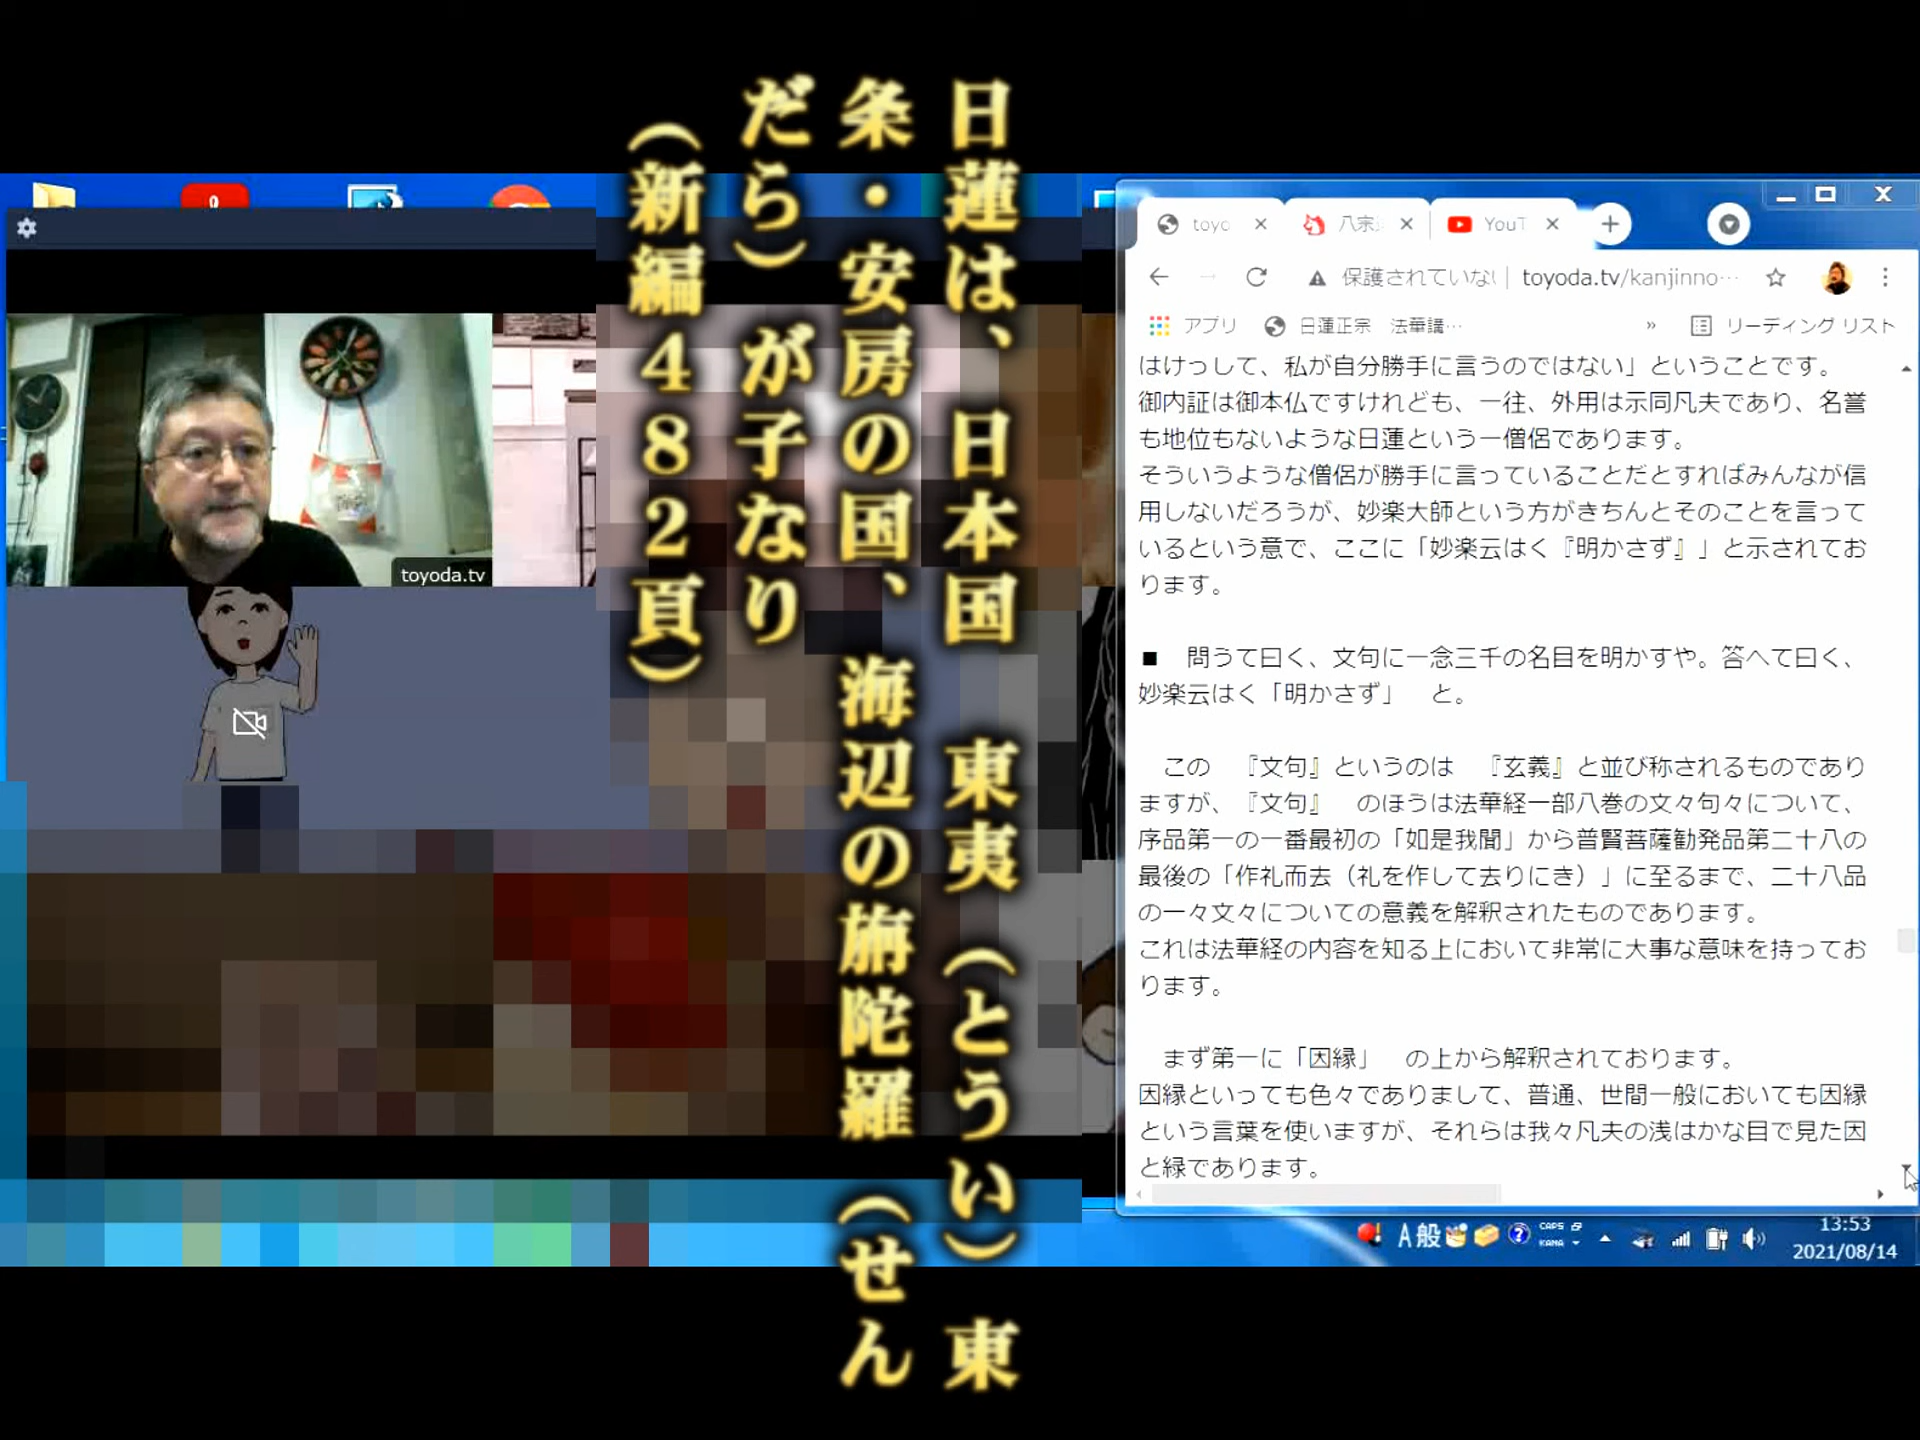 日蓮は、日本国 東夷（とうい） 東
条・安房の国、海辺の旃陀羅（せん
だら）が子なり
（新編４８２頁）
toyoda.tv
toyo
八宗
YouT
保護されていない
toyoda.tv/kanjinno…
アプリ
日蓮正宗 法華講…
»
リーディング リスト
はけっして、私が自分勝手に言うのではない」ということです。
御内証は御本仏ですけれども、一往、外用は示同凡夫であり、名誉
も地位もないような日蓮という一僧侶であります。
そういうような僧侶が勝手に言っていることだとすればみんなが信
用しないだろうが、妙楽大師という方がきちんとそのことを言って
いるという意で、ここに「妙楽云はく『明かさず』」と示されてお
ります。
■ 問うて曰く、文句に一念三千の名目を明かすや。答へて曰く、
妙楽云はく「明かさず」 と。
この 『文句』というのは 『玄義』と並び称されるものであり
ますが、『文句』 のほうは法華経一部八巻の文々句々について、
序品第一の一番最初の「如是我聞」から普賢菩薩勧発品第二十八の
最後の「作礼而去（礼を作して去りにき）」に至るまで、二十八品
の一々文々についての意義を解釈されたものであります。
これは法華経の内容を知る上において非常に大事な意味を持ってお
ります。
まず第一に「因縁」 の上から解釈されております。
因縁といっても色々でありまして、普通、世間一般においても因縁
という言葉を使いますが、それらは我々凡夫の浅はかな目で見た因
と縁であります。
A 般
CAPS
KANA
13:53
2021/08/14